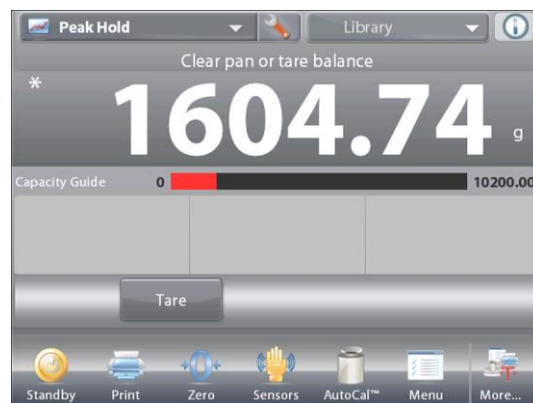 Peak Hold
Library
Clear pan or tare balance
* 1604.74 g
Capacity Guide 0 10200.00
Tare
Standby Print Zero Sensors AutoCal™ Menu More...